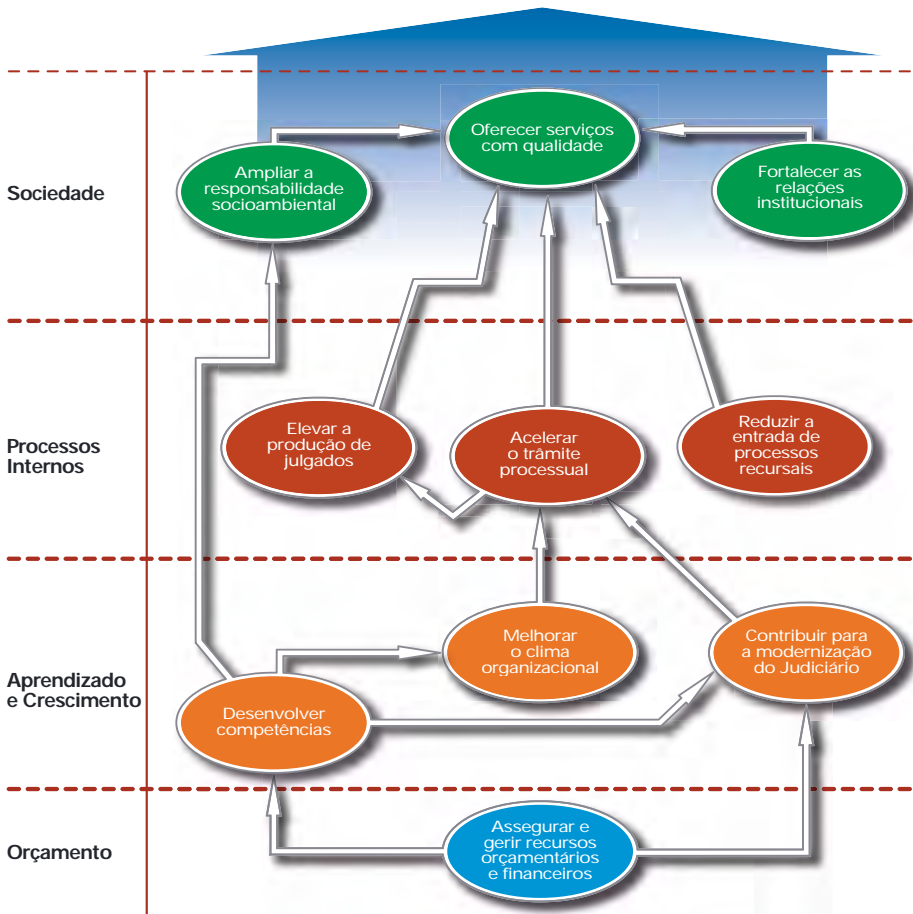 Sociedade
Oferecer serviços
com qualidade
Ampliar a
responsabilidade
socioambiental
Fortalecer as
relações
institucionais
Processos
Internos
Elevar a
produção de
julgados
Acelerar
o trâmite
processual
Reduzir a
entrada de
processos
recursais
Aprendizado
e Crescimento
Melhorar
o clima
organizacional
Contribuir para
a modernização
do Judiciário
Desenvolver
competências
Orçamento
Assegurar e
gerir recursos
orçamentários
e financeiros